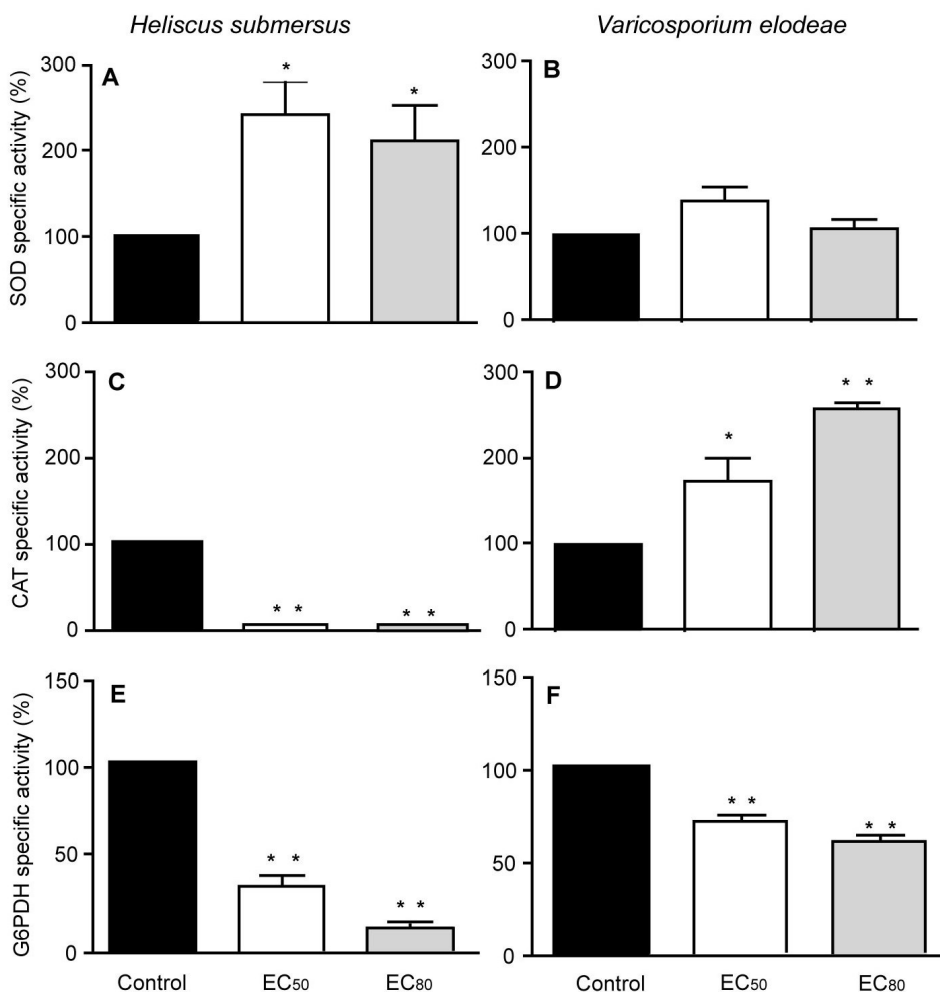 Heliscus submersus
Varicosporium elodeae
A
B
SOD specific activity (%)
300
200
100
0
300
200
100
0
*
*
C
D
CAT specific activity (%)
300
200
100
0
300
200
100
0
* *
* *
*
* *
E
F
G6PDH specific activity (%)
150
100
50
0
150
100
50
0
* *
* *
* *
* *
Control
EC50
EC80
Control
EC50
EC80